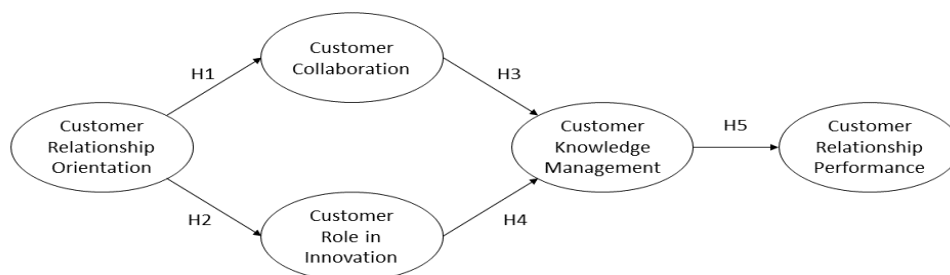 Customer
Collaboration
H1
H3
Customer
Relationship
Orientation
Customer
Knowledge
Management
H5
Customer
Relationship
Performance
H2
H4
Customer
Role in
Innovation